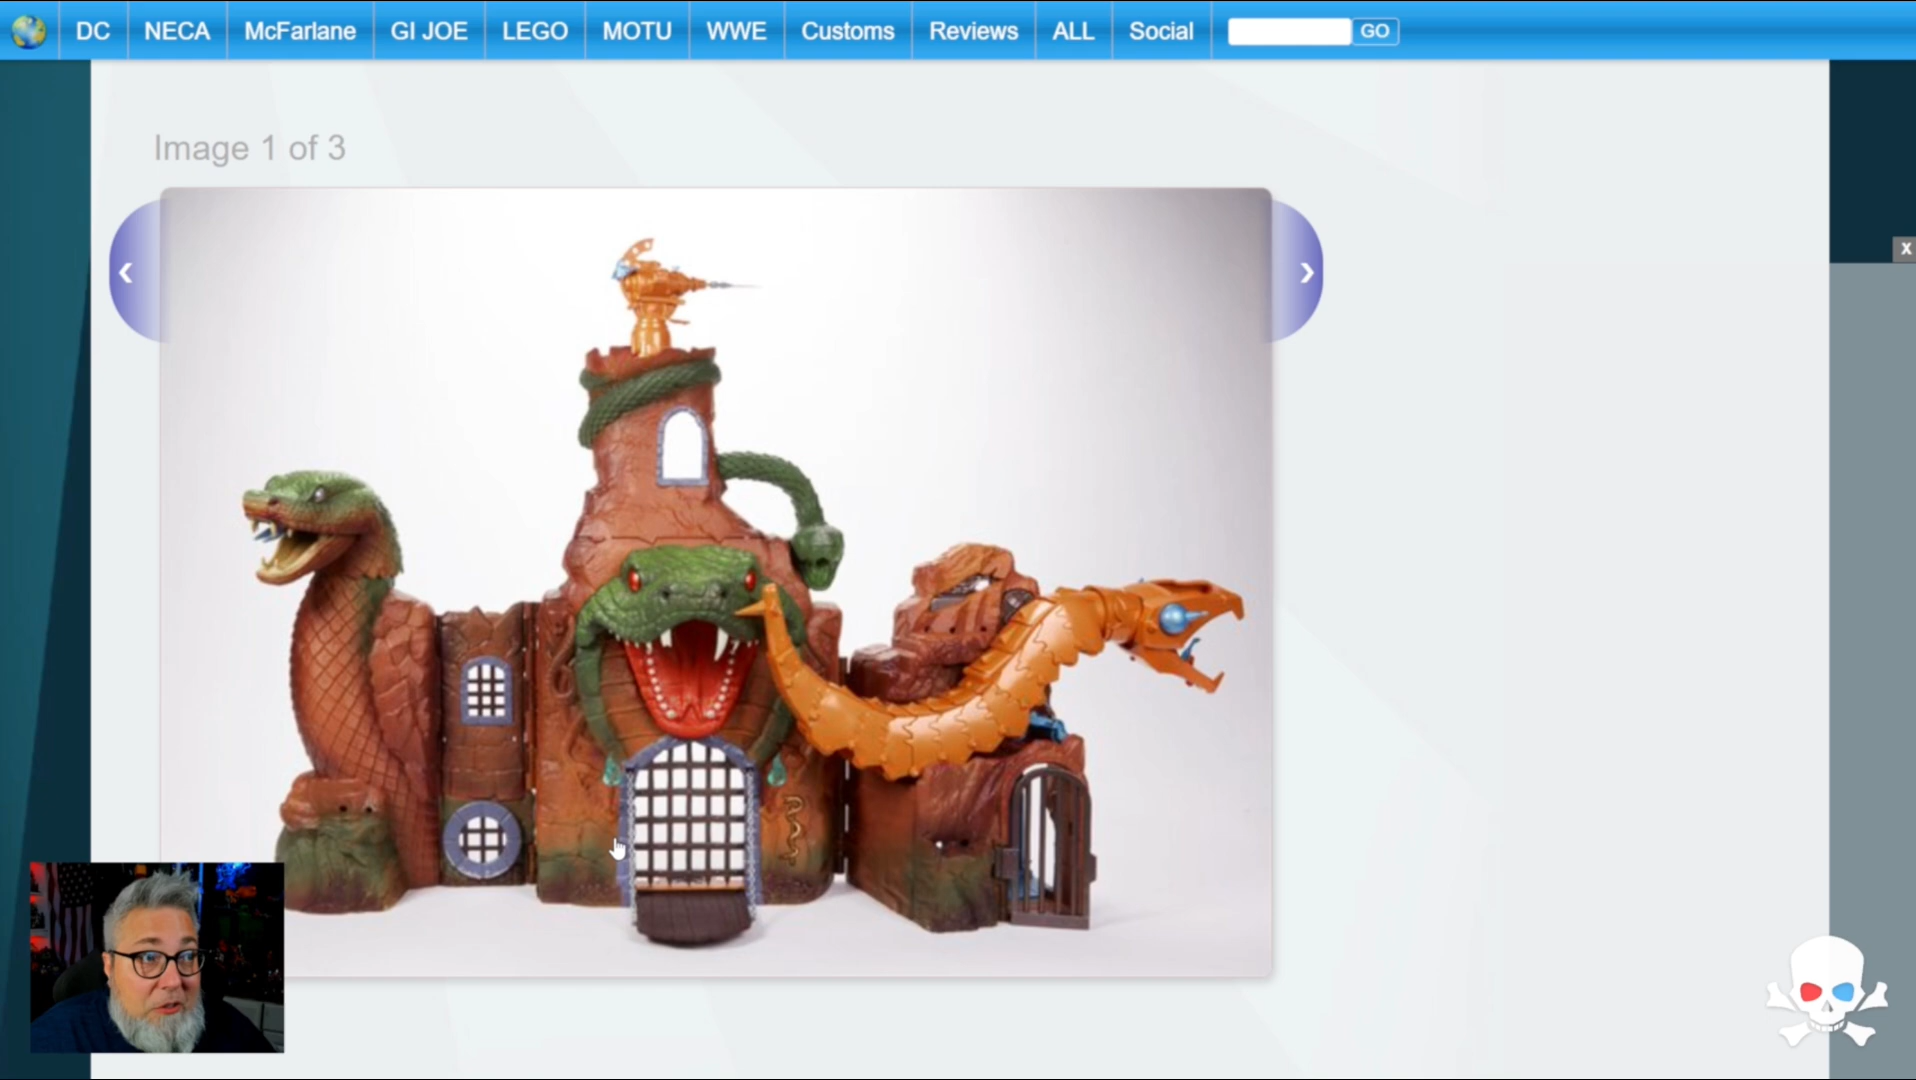 DC NECA McFarlane GI JOE LEGO MOTU WWE Customs Reviews ALL Social GO
Image 1 of 3
‹ ›
X